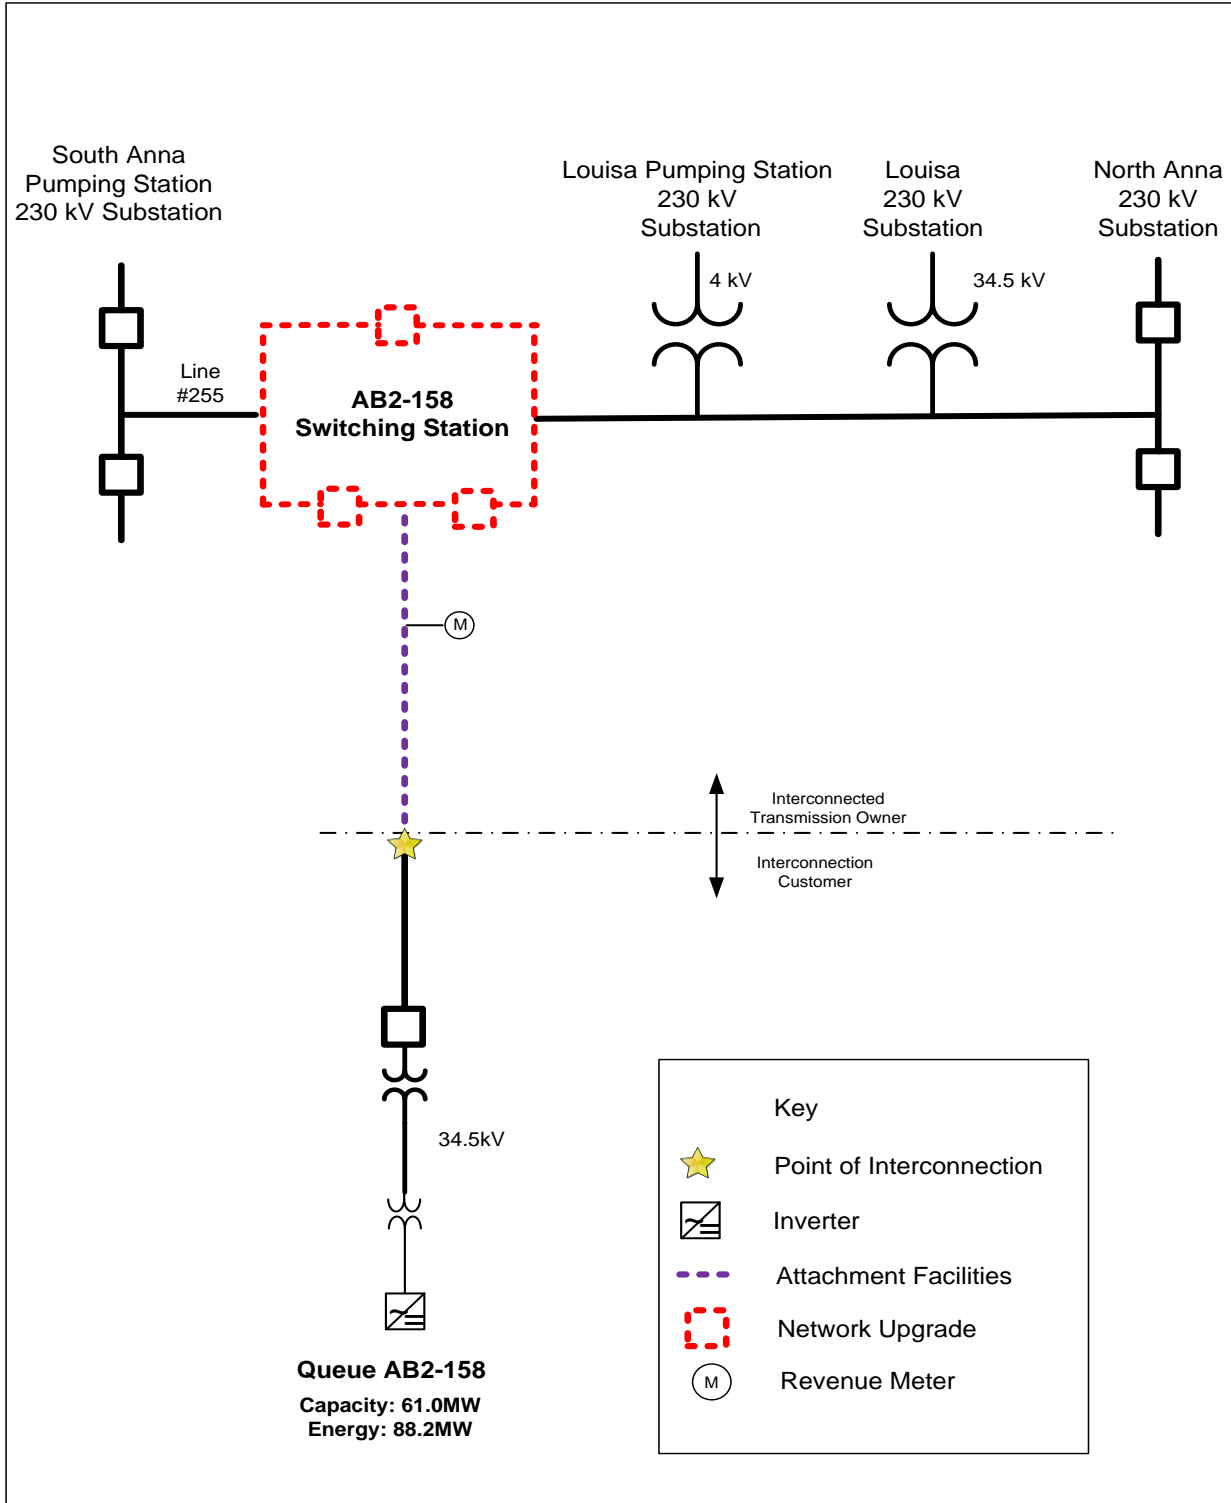 South Anna
Pumping Station
230 kV Substation
Louisa Pumping Station
230 kV
Substation
Louisa
230 kV
Substation
North Anna
230 kV
Substation
4 kV
34.5 kV
Line
#255
AB2-158
Switching Station
M
Interconnected
Transmission Owner
Interconnection
Customer
34.5kV
Queue AB2-158
Capacity: 61.0MW
Energy: 88.2MW
Key
Point of Interconnection
Inverter
Attachment Facilities
Network Upgrade
M
Revenue Meter